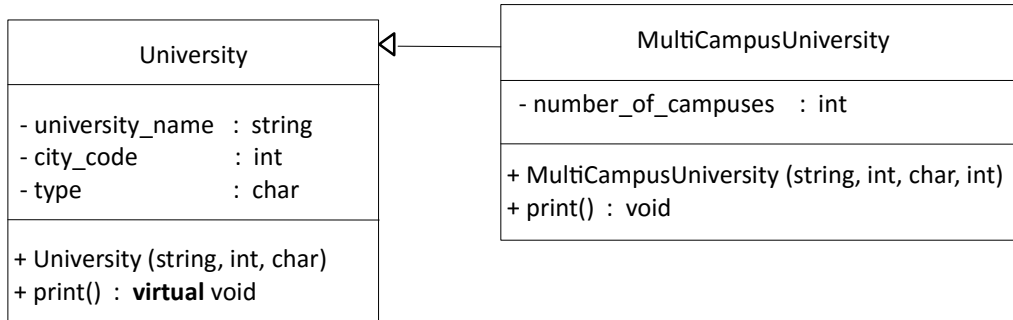 University
- university_name : string
- city_code : int
- type : char
+ University (string, int, char)
+ print() : virtual void
MultiCampusUniversity
- number_of_campuses : int
+ MultiCampusUniversity (string, int, char, int)
+ print() : void